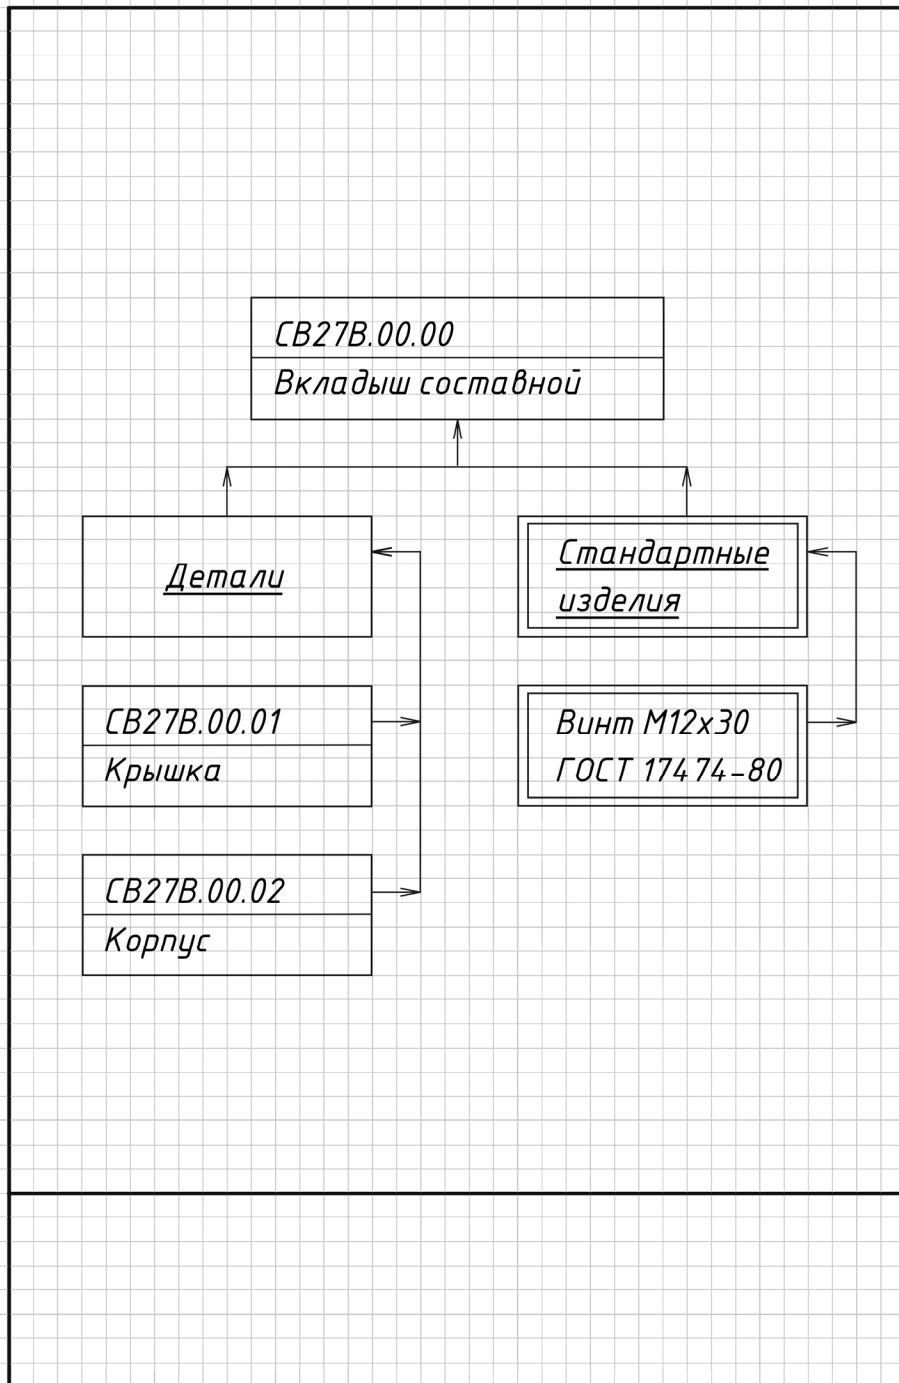 СВ27В.00.00
Вкладыш составной
Детали
Стандартные
изделия
СВ27В.00.01
Крышка
Винт М12х30
ГОСТ 17474-80
СВ27В.00.02
Корпус